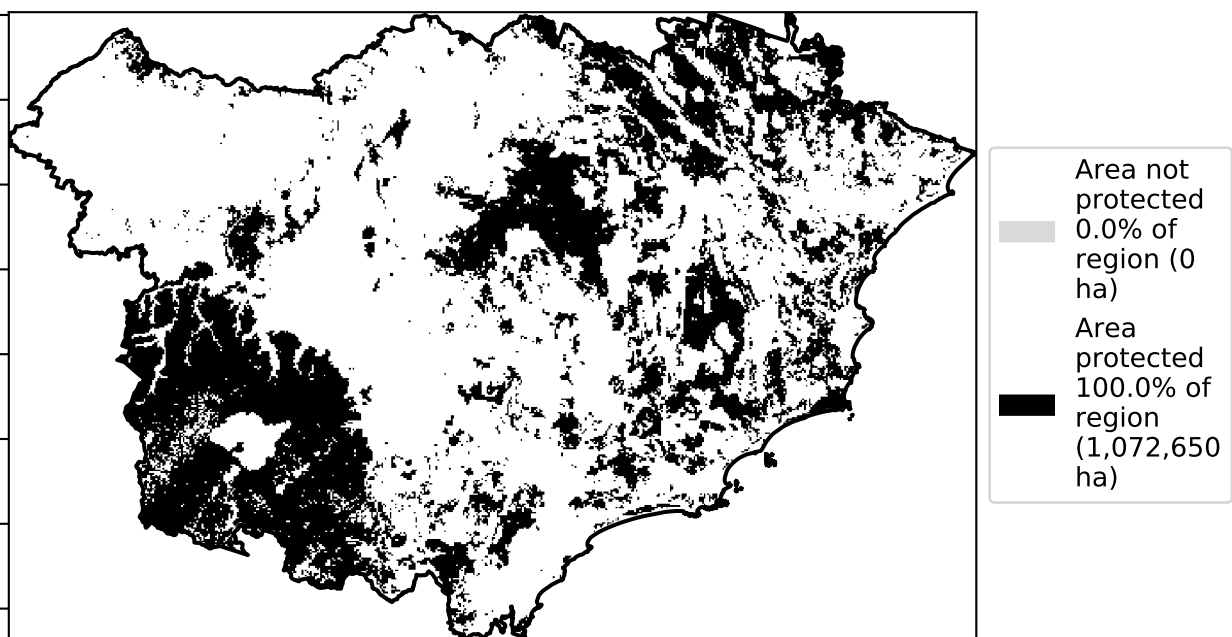 Area not
protected
0.0% of
region (0
ha)
Area
protected
100.0% of
region
(1,072,650
ha)